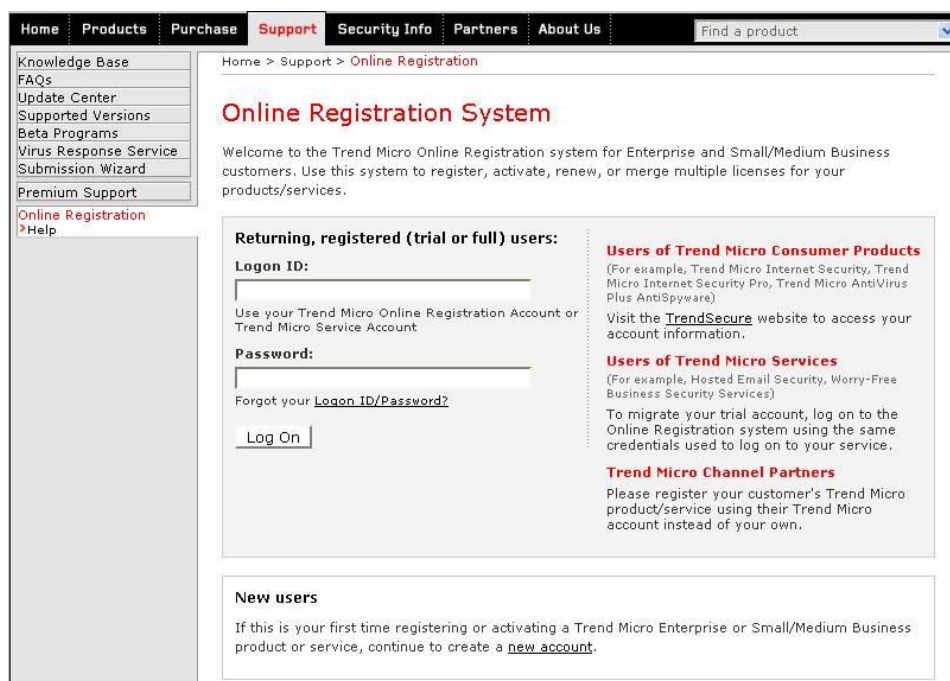 Home Products Purchase Support Security Info Partners About Us Find a product
Knowledge Base
FAQs
Update Center
Supported Versions
Beta Programs
Virus Response Service
Submission Wizard
Premium Support
Online Registration
Help
Home > Support > Online Registration
Online Registration System
Welcome to the Trend Micro Online Registration system for Enterprise and Small/Medium Business
customers. Use this system to register, activate, renew, or merge multiple licenses for your
products/services.
Returning, registered (trial or full) users:
Logon ID:
Use your Trend Micro Online Registration Account or
Trend Micro Service Account
Password:
Forgot your Logon ID/Password?
Log On
Users of Trend Micro Consumer Products
(For example, Trend Micro Internet Security, Trend
Micro Internet Security Pro, Trend Micro AntiVirus
Plus AntiSpyware)
Visit the TrendSecure website to access your
account information.
Users of Trend Micro Services
(For example, Hosted Email Security, Worry-Free
Business Security Services)
To migrate your trial account, log on to the
Online Registration system using the same
credentials used to log on to your service.
Trend Micro Channel Partners
Please register your customer's Trend Micro
product/service using their Trend Micro
account instead of your own.
New users
If this is your first time registering or activating a Trend Micro Enterprise or Small/Medium Business
product or service, continue to create a new account.